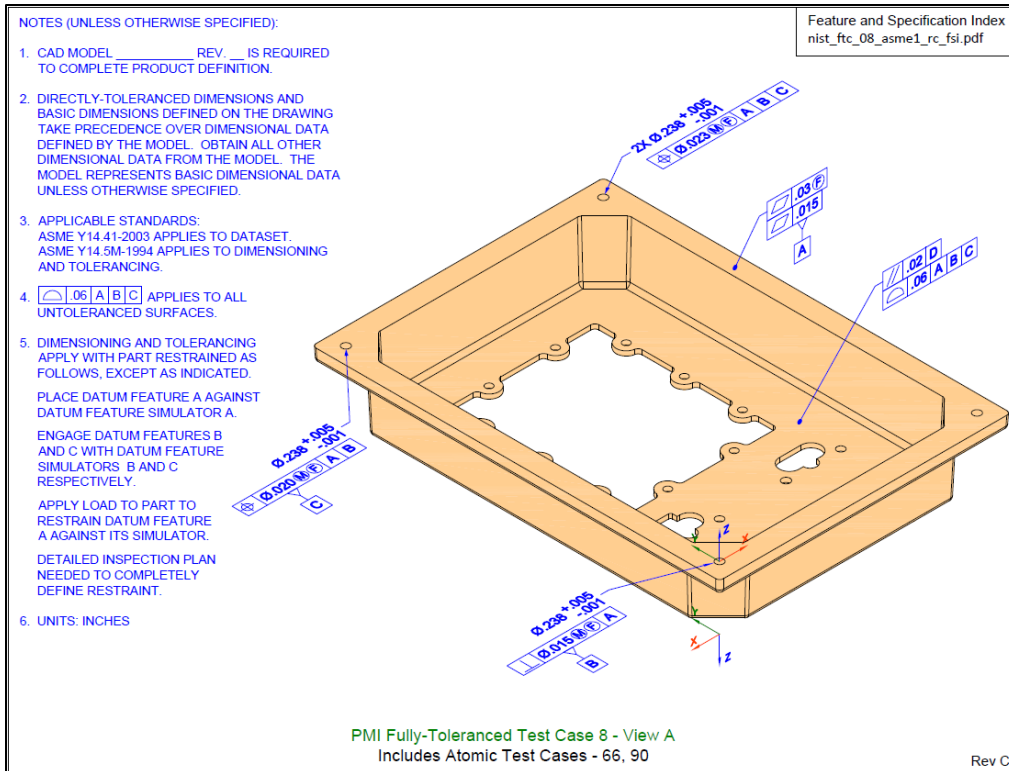 NOTES (UNLESS OTHERWISE SPECIFIED):
Feature and Specification Index
nist_ftc_08_asme1_rc_fsi.pdf
1. CAD MODEL __________ REV. __ IS REQUIRED
TO COMPLETE PRODUCT DEFINITION.
2. DIRECTLY-TOLERANCED DIMENSIONS AND
BASIC DIMENSIONS DEFINED ON THE DRAWING
TAKE PRECEDENCE OVER DIMENSIONAL DATA
DEFINED BY THE MODEL. OBTAIN ALL OTHER
DIMENSIONAL DATA FROM THE MODEL. THE
MODEL REPRESENTS BASIC DIMENSIONAL DATA
UNLESS OTHERWISE SPECIFIED.
3. APPLICABLE STANDARDS:
ASME Y14.41-2003 APPLIES TO DATASET.
ASME Y14.5M-1994 APPLIES TO DIMENSIONING
AND TOLERANCING.
4. ⌓ .06 A B C APPLIES TO ALL
UNTOLERANCED SURFACES.
5. DIMENSIONING AND TOLERANCING
APPLY WITH PART RESTRAINED AS
FOLLOWS, EXCEPT AS INDICATED.
PLACE DATUM FEATURE A AGAINST
DATUM FEATURE SIMULATOR A.
ENGAGE DATUM FEATURES B
AND C WITH DATUM FEATURE
SIMULATORS B AND C
RESPECTIVELY.
APPLY LOAD TO PART TO
RESTRAIN DATUM FEATURE
A AGAINST ITS SIMULATOR.
DETAILED INSPECTION PLAN
NEEDED TO COMPLETELY
DEFINE RESTRAINT.
6. UNITS: INCHES
2X Ø.238 +.005 -.001
⌖ Ø.023 Ⓜ Ⓕ A B C
⏥ .03 Ⓕ
⏥ .015
A
// .02 D
⌓ .06 A B C
Ø.238 +.005 -.001
⌖ Ø.020 Ⓜ Ⓕ A B
C
Z
Y
X
Ø.238 +.005 -.001
⟂ Ø.015 Ⓜ Ⓕ A
B
Y
X
Z
PMI Fully-Toleranced Test Case 8 - View A
Includes Atomic Test Cases - 66, 90
Rev C